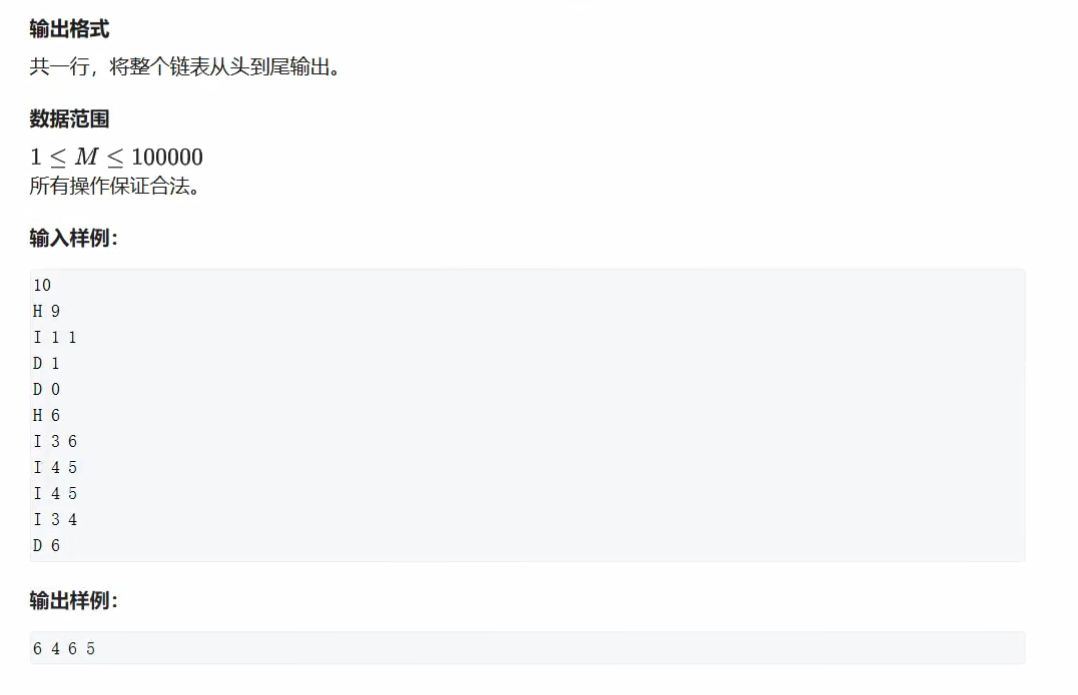 输出格式
共一行，将整个链表从头到尾输出。
数据范围
1 ≤ M ≤ 100000
所有操作保证合法。
输入样例：
10
H 9
I 1 1
D 1
D 0
H 6
I 3 6
I 4 5
I 4 5
I 3 4
D 6
输出样例：
6 4 6 5